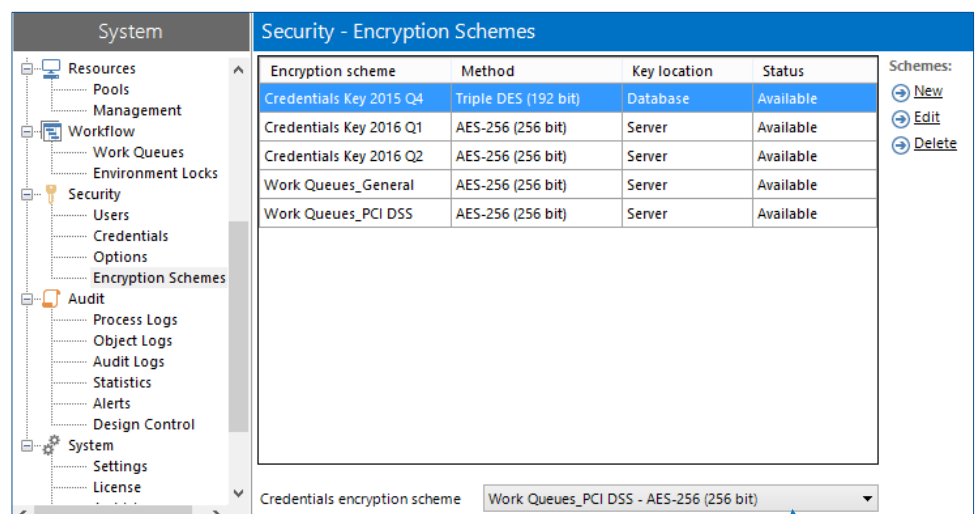 System
Resources
Pools
Management
Workflow
Work Queues
Environment Locks
Security
Users
Credentials
Options
Encryption Schemes
Audit
Process Logs
Object Logs
Audit Logs
Statistics
Alerts
Design Control
System
Settings
License
Security - Encryption Schemes
Encryption scheme Method Key location Status
Credentials Key 2015 Q4 Triple DES (192 bit) Database Available
Credentials Key 2016 Q1 AES-256 (256 bit) Server Available
Credentials Key 2016 Q2 AES-256 (256 bit) Server Available
Work Queues_General AES-256 (256 bit) Server Available
Work Queues_PCI DSS AES-256 (256 bit) Server Available
Credentials encryption scheme Work Queues_PCI DSS - AES-256 (256 bit)
Schemes:
New
Edit
Delete